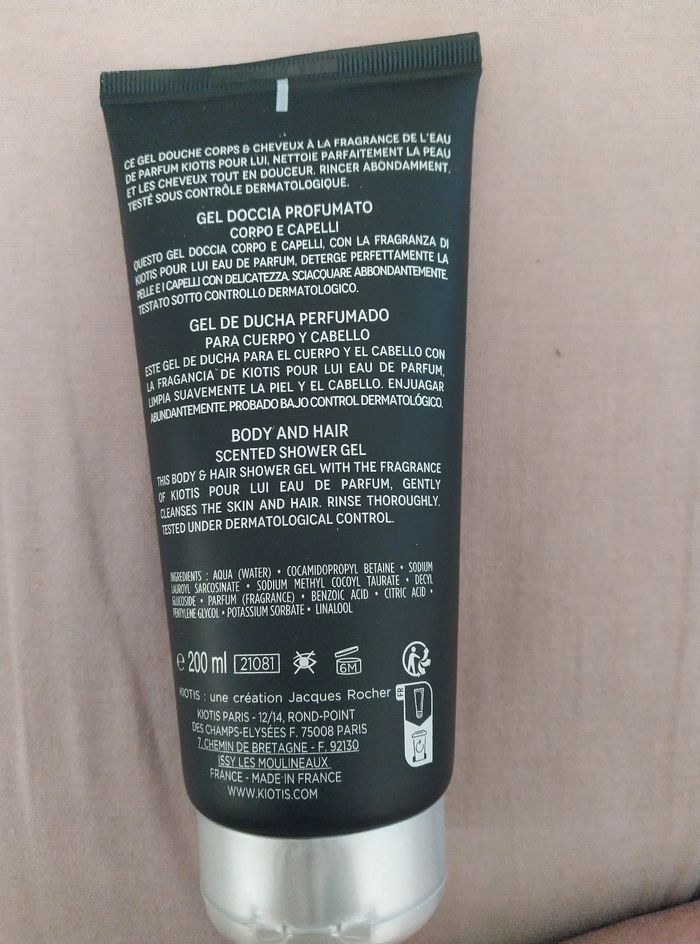 CE GEL DOUCHE CORPS & CHEVEUX À LA FRAGRANCE DE L'EAU
DE PARFUM KIOTIS POUR LUI, NETTOIE PARFAITEMENT LA PEAU
ET LES CHEVEUX TOUT EN DOUCEUR. RINCER ABONDAMMENT.
TESTÉ SOUS CONTRÔLE DERMATOLOGIQUE.
GEL DOCCIA PROFUMATO
CORPO E CAPELLI
QUESTO GEL DOCCIA CORPO E CAPELLI, CON LA FRAGRANZA DI
KIOTIS POUR LUI EAU DE PARFUM, DETERGE PERFETTAMENTE LA
PELLE E I CAPELLI CON DELICATEZZA. SCIACQUARE ABBONDANTEMENTE.
TESTATO SOTTO CONTROLLO DERMATOLOGICO.
GEL DE DUCHA PERFUMADO
PARA CUERPO Y CABELLO
ESTE GEL DE DUCHA PARA EL CUERPO Y EL CABELLO CON
LA FRAGANCIA DE KIOTIS POUR LUI EAU DE PARFUM,
LIMPIA SUAVEMENTE LA PIEL Y EL CABELLO. ENJUAGAR
ABUNDANTEMENTE. PROBADO BAJO CONTROL DERMATOLÓGICO.
BODY AND HAIR
SCENTED SHOWER GEL
THIS BODY & HAIR SHOWER GEL WITH THE FRAGRANCE
OF KIOTIS POUR LUI EAU DE PARFUM, GENTLY
CLEANSES THE SKIN AND HAIR. RINSE THOROUGHLY.
TESTED UNDER DERMATOLOGICAL CONTROL.
INGREDIENTS : AQUA (WATER) • COCAMIDOPROPYL BETAINE • SODIUM
LAUROYL SARCOSINATE • SODIUM METHYL COCOYL TAURATE • DECYL
GLUCOSIDE • PARFUM (FRAGRANCE) • BENZOIC ACID • CITRIC ACID •
PENTYLENE GLYCOL • POTASSIUM SORBATE • LINALOOL
e 200 ml 21081 6M
FR
KIOTIS : une création Jacques Rocher
KIOTIS PARIS - 12/14, ROND-POINT
DES CHAMPS-ELYSÉES F. 75008 PARIS
7, CHEMIN DE BRETAGNE - F. 92130
ISSY LES MOULINEAUX
FRANCE - MADE IN FRANCE
WWW.KIOTIS.COM